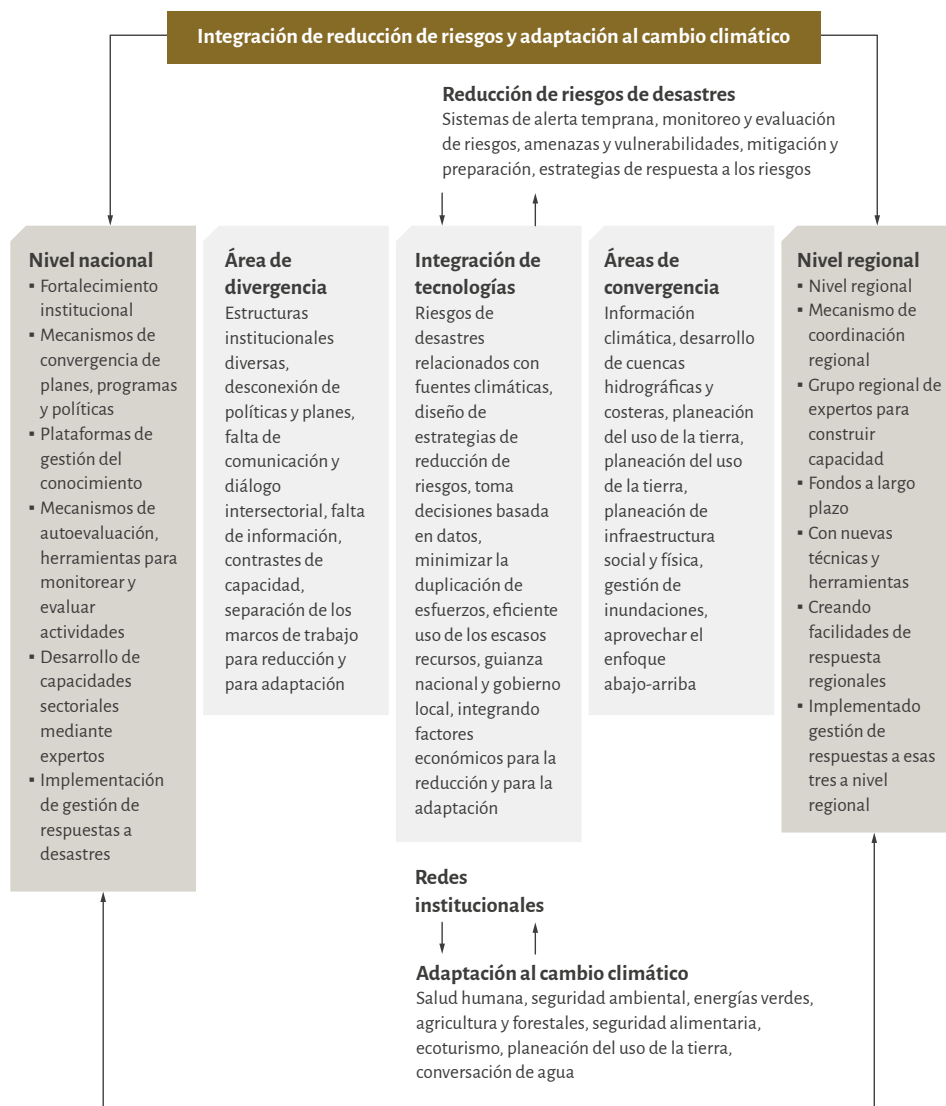 Integración de reducción de riesgos y adaptación al cambio climático
Reducción de riesgos de desastres
Sistemas de alerta temprana, monitoreo y evaluación
de riesgos, amenazas y vulnerabilidades, mitigación y
preparación, estrategias de respuesta a los riesgos
Nivel nacional
▪ Fortalecimiento
institucional
▪ Mecanismos de
convergencia de
planes, programas
y políticas
▪ Plataformas de
gestión del
conocimiento
▪ Mecanismos de
autoevaluación,
herramientas para
monitorear y
evaluar
actividades
▪ Desarrollo de
capacidades
sectoriales
mediante
expertos
▪ Implementación
de gestión de
respuestas a
desastres
Área de
divergencia
Estructuras
institucionales
diversas,
desconexión de
políticas y planes,
falta de
comunicación y
diálogo
intersectorial, falta
de información,
contrastes de
capacidad,
separación de los
marcos de trabajo
para reducción y
para adaptación
Integración de
tecnologías
Riesgos de
desastres
relacionados con
fuentes climáticas,
diseño de
estrategias de
reducción de
riesgos, toma
decisiones basada
en datos,
minimizar la
duplicación de
esfuerzos, eficiente
uso de los escasos
recursos, guianza
nacional y gobierno
local, integrando
factores
económicos para la
reducción y para la
adaptación
Áreas de
convergencia
Información
climática, desarrollo
de cuencas
hidrográficas y
costeras, planeación
del uso de la tierra,
planeación del uso
de la tierra,
planeación de
infraestructura
social y física,
gestión de
inundaciones,
aprovechar el
enfoque
abajo-arriba
Nivel regional
▪ Nivel regional
▪ Mecanismo de
coordinación
regional
▪ Grupo regional de
expertos para
construir
capacidad
▪ Fondos a largo
plazo
▪ Con nuevas
técnicas y
herramientas
▪ Creando
facilidades de
respuesta
regionales
▪ Implementado
gestión de
respuestas a esas
tres a nivel
regional
Redes
institucionales
Adaptación al cambio climático
Salud humana, seguridad ambiental, energías verdes,
agricultura y forestales, seguridad alimentaria,
ecoturismo, planeación del uso de la tierra,
conversación de agua